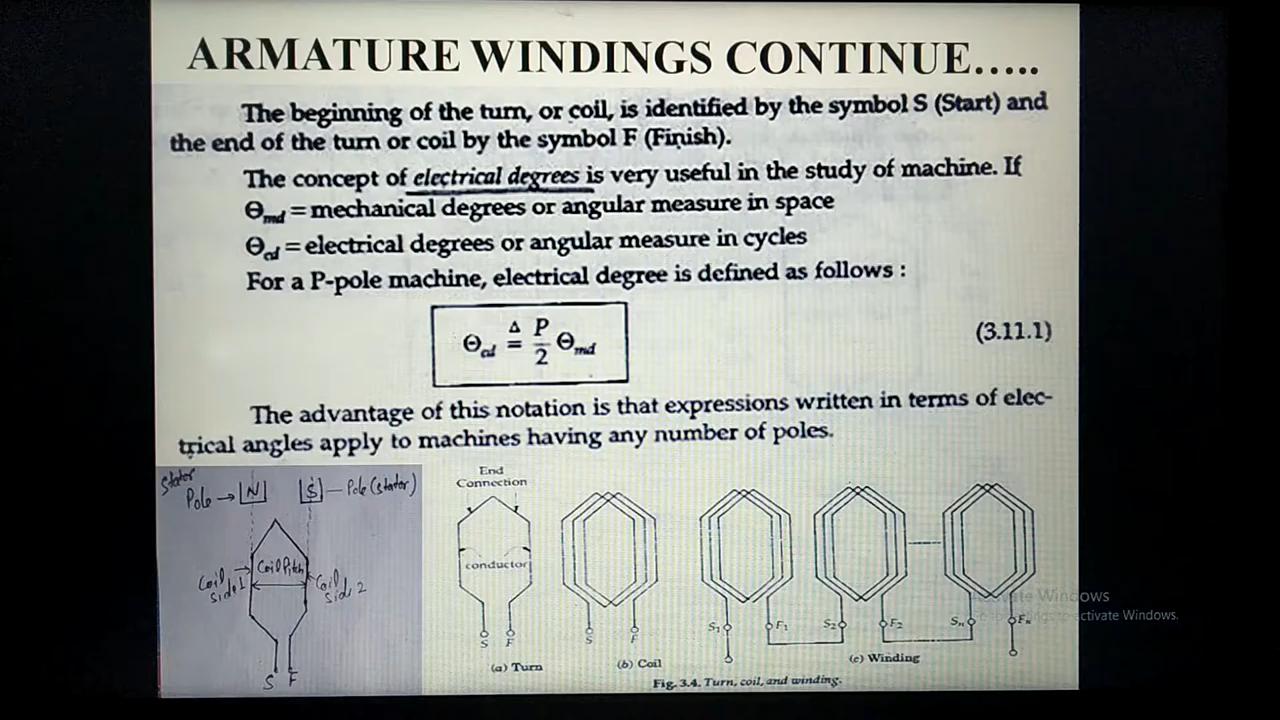 ARMATURE WINDINGS CONTINUE.....
The beginning of the turn, or coil, is identified by the symbol S (Start) and
the end of the turn or coil by the symbol F (Finish).
The concept of electrical degrees is very useful in the study of machine. If
Θmd = mechanical degrees or angular measure in space
Θed = electrical degrees or angular measure in cycles
For a P-pole machine, electrical degree is defined as follows :
Θed ≜ P/2 Θmd
(3.11.1)
The advantage of this notation is that expressions written in terms of elec-
trical angles apply to machines having any number of poles.
Stator
Pole → N S — Pole (stator)
Coil Side 1
Coil Pitch
Coil Side 2
S F
End
Connection
conductor
S F
(a) Turn
S F
(b) Coil
S1 F1 S2 F2 Sn Fn
(c) Winding
Fig. 3.4. Turn, coil, and winding.
Activate Windows
activate Windows.